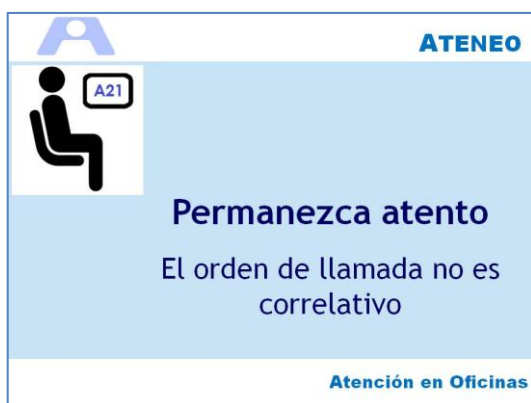 ATENEO
A21
Permanezca atento
El orden de llamada no es
correlativo
Atención en Oficinas